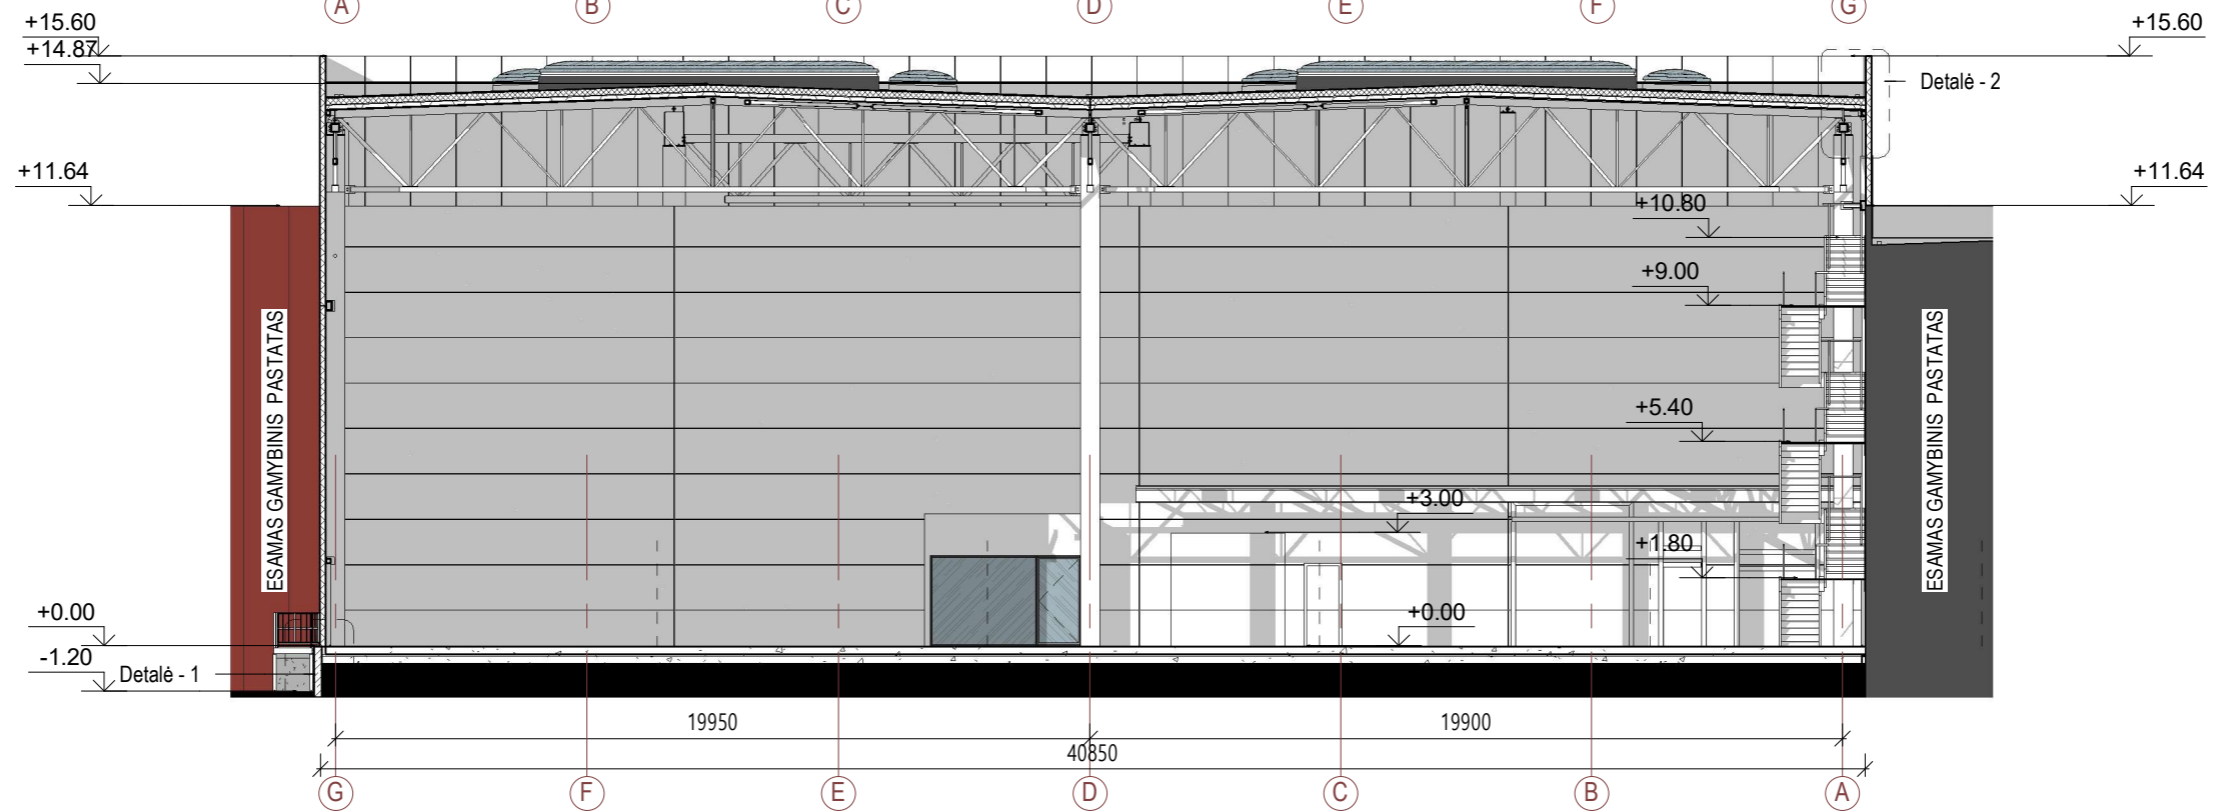 A B C D E F G
+15.60
+14.87
+15.60
Detalė - 2
+11.64
+11.64
+10.80
+9.00
ESAMAS GAMYBINIS PASTATAS
ESAMAS GAMYBINIS PASTATAS
+5.40
+3.00
+1.80
+0.00
+0.00
-1.20
Detalė - 1
19950
19900
40850
G F E D C B A